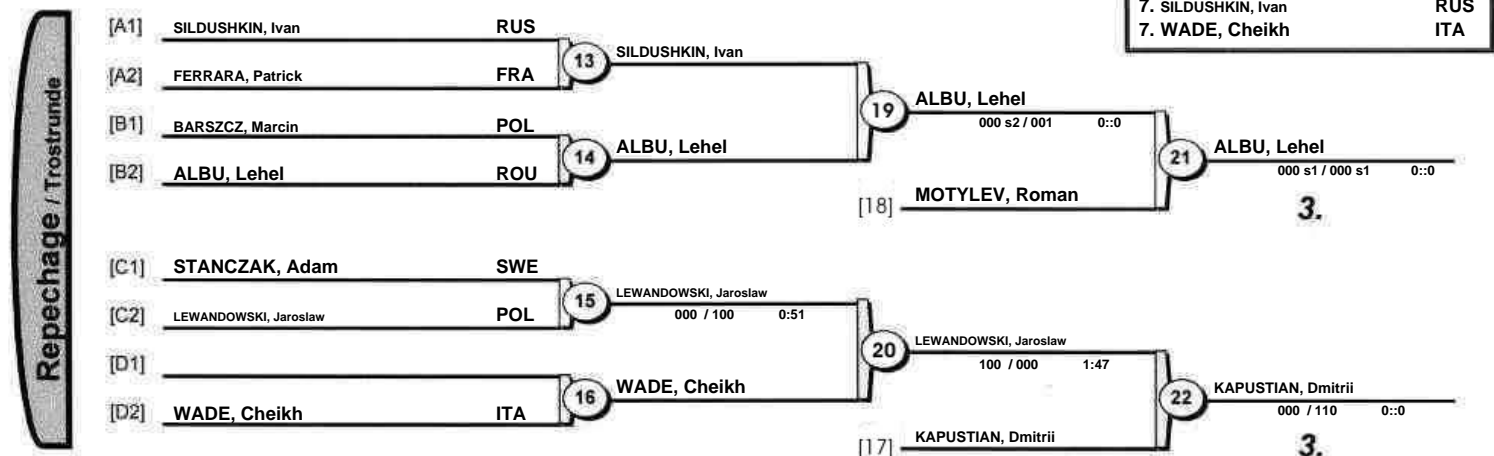 7. SILDUSHKIN, Ivan RUS
7. WADE, Cheikh ITA
Repechage / Trostrunde
[A1] SILDUSHKIN, Ivan RUS
13 SILDUSHKIN, Ivan
[A2] FERRARA, Patrick FRA
19 ALBU, Lehel
000 s2 / 001 0::0
[B1] BARSZCZ, Marcin POL
14 ALBU, Lehel
[B2] ALBU, Lehel ROU
21 ALBU, Lehel
000 s1 / 000 s1 0::0
[18] MOTYLEV, Roman
3.
[C1] STANCZAK, Adam SWE
15 LEWANDOWSKI, Jaroslaw
000 / 100 0:51
[C2] LEWANDOWSKI, Jaroslaw POL
20 LEWANDOWSKI, Jaroslaw
100 / 000 1:47
[D1]
16 WADE, Cheikh
[D2] WADE, Cheikh ITA
22 KAPUSTIAN, Dmitrii
000 / 110 0::0
[17] KAPUSTIAN, Dmitrii
3.